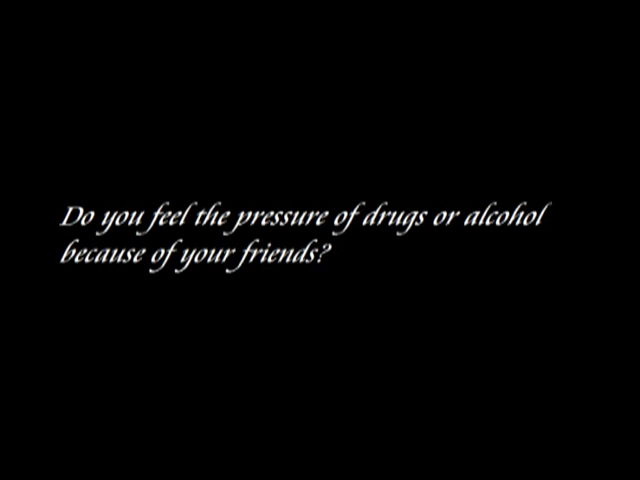 Do you feel the pressure of drugs or alcohol
because of your friends?